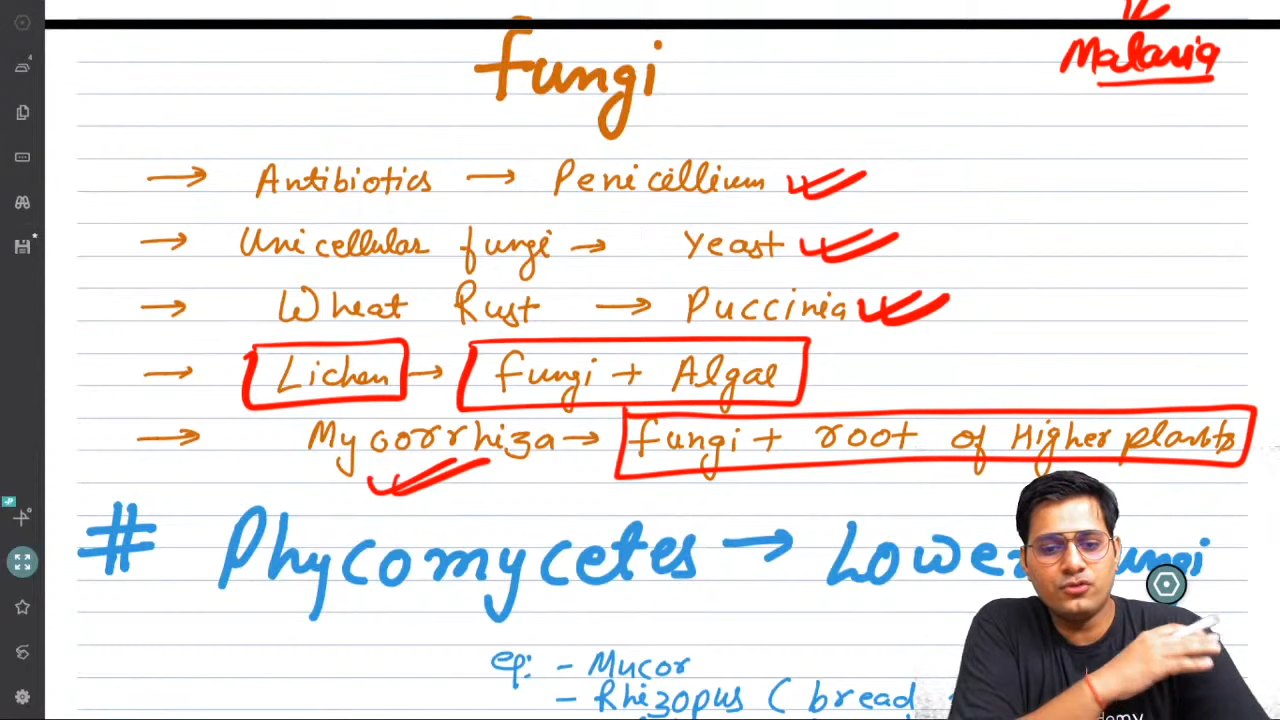 Malaria
fungi
→ Antibiotics → Penicillium
→ Unicellular fungi → Yeast
→ Wheat Rust → Puccinia
→ Lichen → fungi + Algae
→ Mycorrhiza → fungi + root of Higher plants
# Phycomycetes → Lower fungi
eg: - Mucor
- Rhizopus ( bread